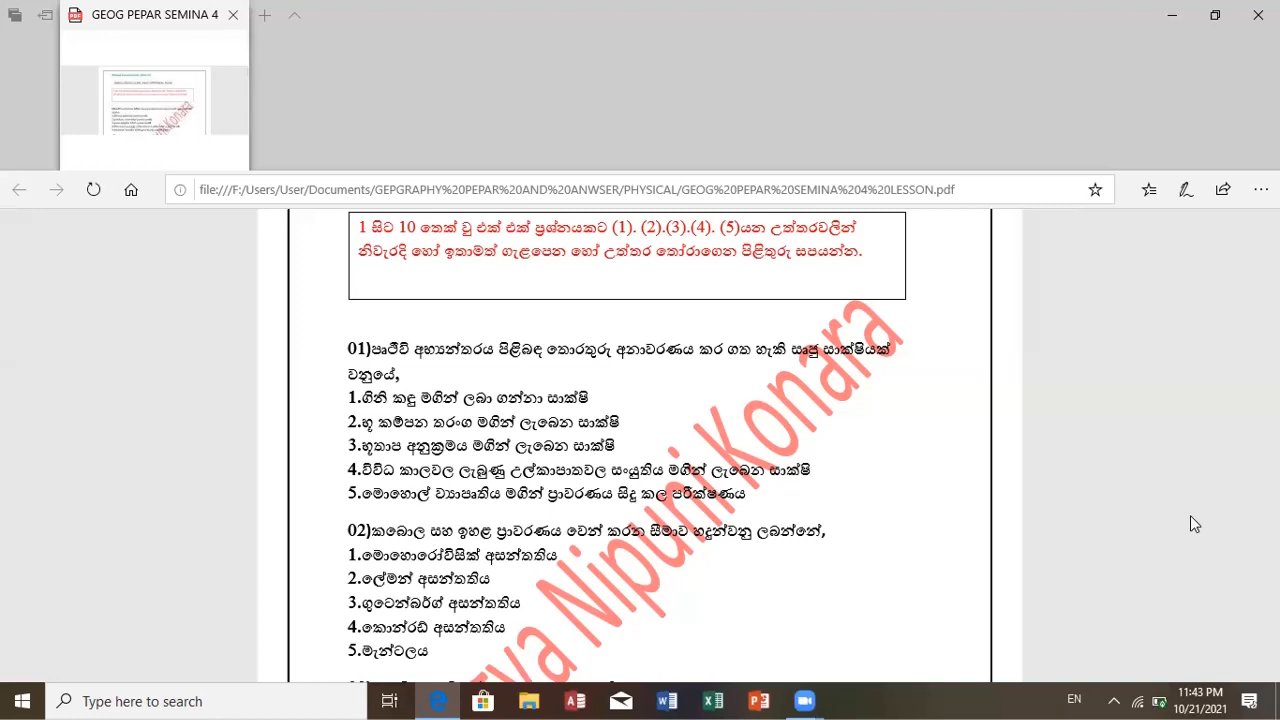 GEOG PEPAR SEMINA 4
file:///F:/Users/User/Documents/GEPGRAPHY%20PEPAR%20AND%20ANWSER/PHYSICAL/GEOG%20PEPAR%20SEMINA%204%20LESSON.pdf
1 සිට 10 තෙක් වු එක් එක් ප්‍රශ්නයකට (1). (2).(3).(4). (5)යන උත්තරවලින්
නිවැරදි හෝ ඉතාමත් ගැළපෙන හෝ උත්තර තෝරාගෙන පිළිතුරු සපයන්න.
01)පෘථිවි අභ්‍යන්තරය පිළිබඳ තොරතුරු අනාවරණය කර ගත හැකි සෘජු සාක්ෂියක්
වනුයේ,
1.ගිනි කඳු මගින් ලබා ගන්නා සාක්ෂි
2.භූ කම්පන තරංග මගින් ලැබෙන සාක්ෂි
3.භූතාප අනුක්‍රමය මගින් ලැබෙන සාක්ෂි
4.විවිධ කාලවල ලැබුණු උල්කාපාතවල සංයුතිය මගින් ලැබෙන සාක්ෂි
5.මොහොල් ව්‍යාපෘතිය මගින් ප්‍රාවරණය සිදු කල පරීක්ෂණය
02)කබොල සහ ඉහළ ප්‍රාවරණය වෙන් කරන සීමාව හදුන්වනු ලබන්නේ,
1.මොහොරෝවිසික් අසන්තතිය
2.ලේමන් අසන්තතිය
3.ගුටෙන්බර්ග් අසන්තතිය
4.කොන්රඩ් අසන්තතිය
5.මැන්ටලය
Nipuni Konara
Type here to search
EN
1:43 PM
10/21/2021